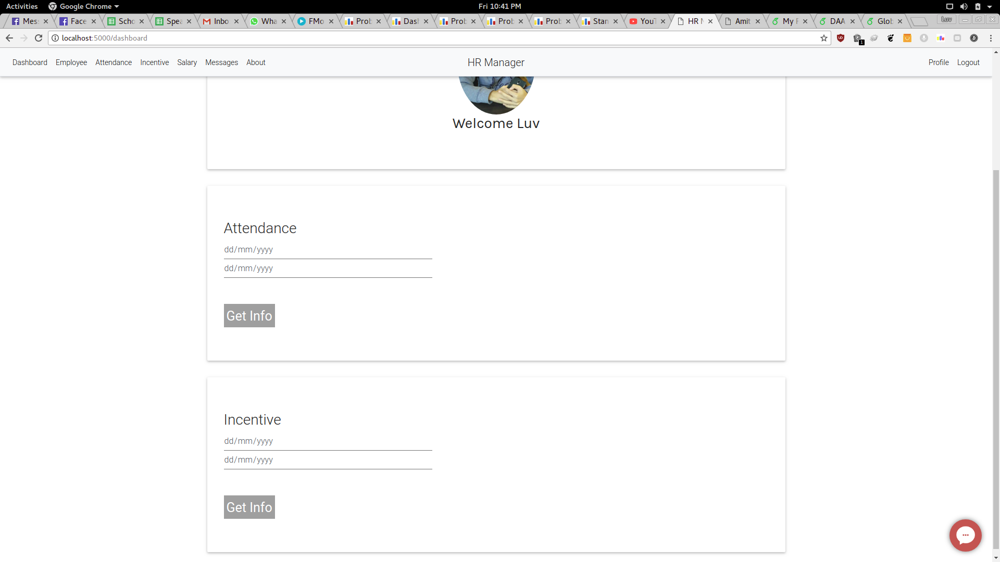 Activities Google Chrome Fri 10:41 PM
Mes Face Scho Spea Inbo Wha FMo Prob Dash Prob Prob Prob Stan YouT HR M Amit My F DAA Glob Luv
localhost:5000/dashboard
1
Dashboard Employee Attendance Incentive Salary Messages About HR Manager Profile Logout
Welcome Luv
Attendance
dd/mm/yyyy
dd/mm/yyyy
Get Info
Incentive
dd/mm/yyyy
dd/mm/yyyy
Get Info